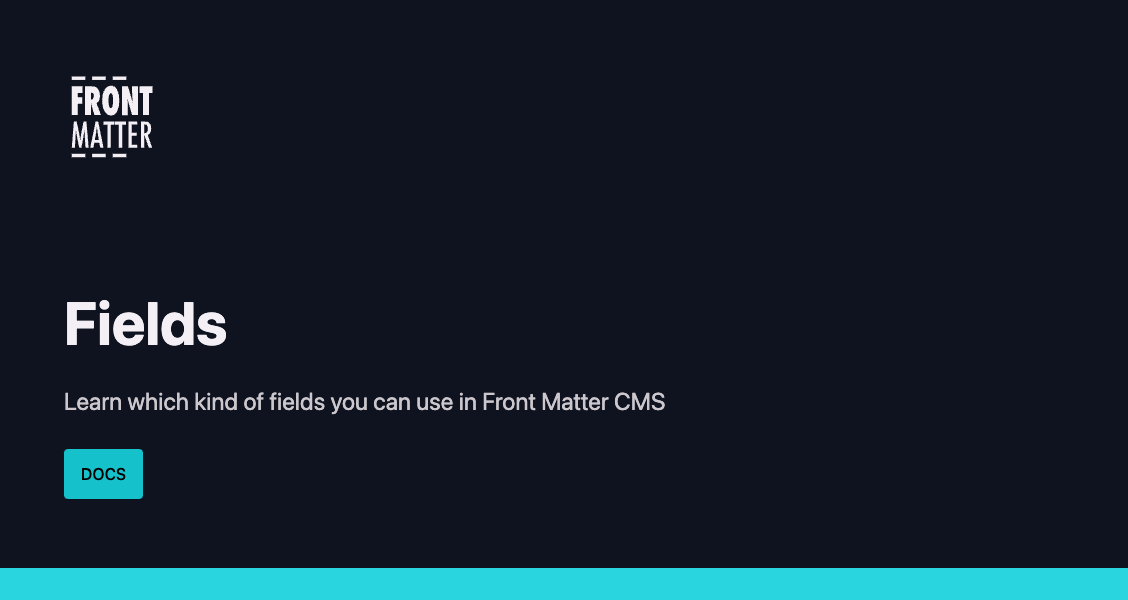 FRONT
MATTER
Fields
Learn which kind of fields you can use in Front Matter CMS
DOCS